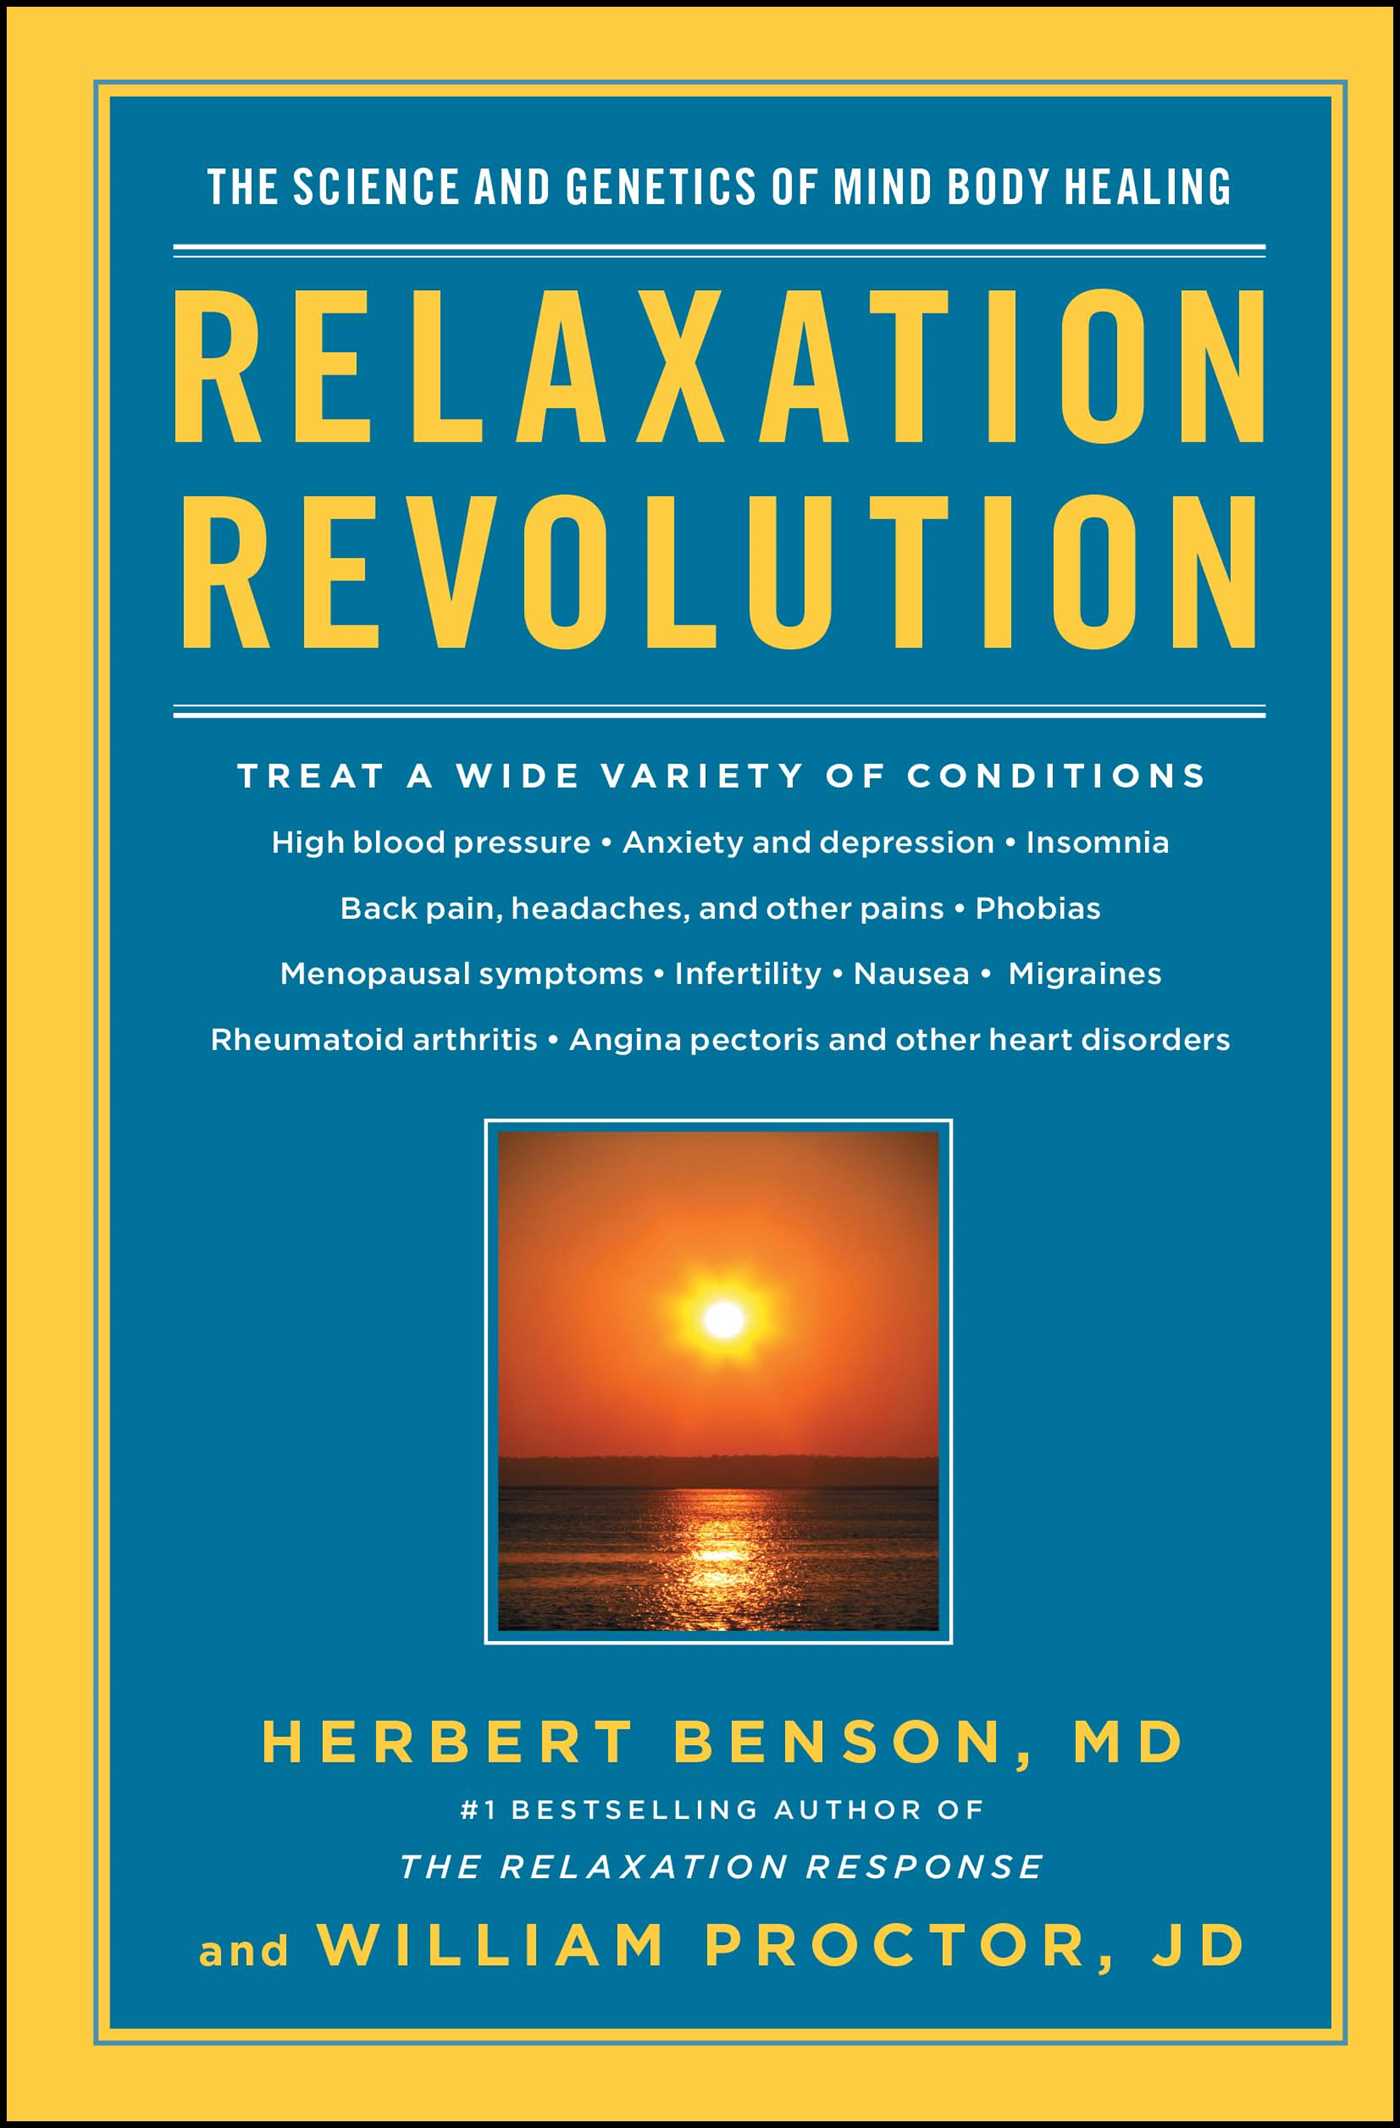 THE SCIENCE AND GENETICS OF MIND BODY HEALING
RELAXATION
REVOLUTION
TREAT A WIDE VARIETY OF CONDITIONS
High blood pressure • Anxiety and depression • Insomnia
Back pain, headaches, and other pains • Phobias
Menopausal symptoms • Infertility • Nausea • Migraines
Rheumatoid arthritis • Angina pectoris and other heart disorders
HERBERT BENSON, MD
#1 BESTSELLING AUTHOR OF
THE RELAXATION RESPONSE
and WILLIAM PROCTOR, JD